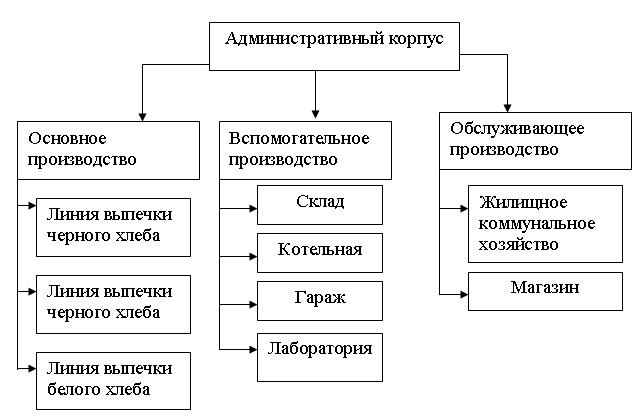 Административный корпус
Основное
производство
Линия выпечки
черного хлеба
Линия выпечки
черного хлеба
Линия выпечки
белого хлеба
Вспомогательное
производство
Склад
Котельная
Гараж
Лаборатория
Обслуживающее
производство
Жилищное
коммунальное
хозяйство
Магазин